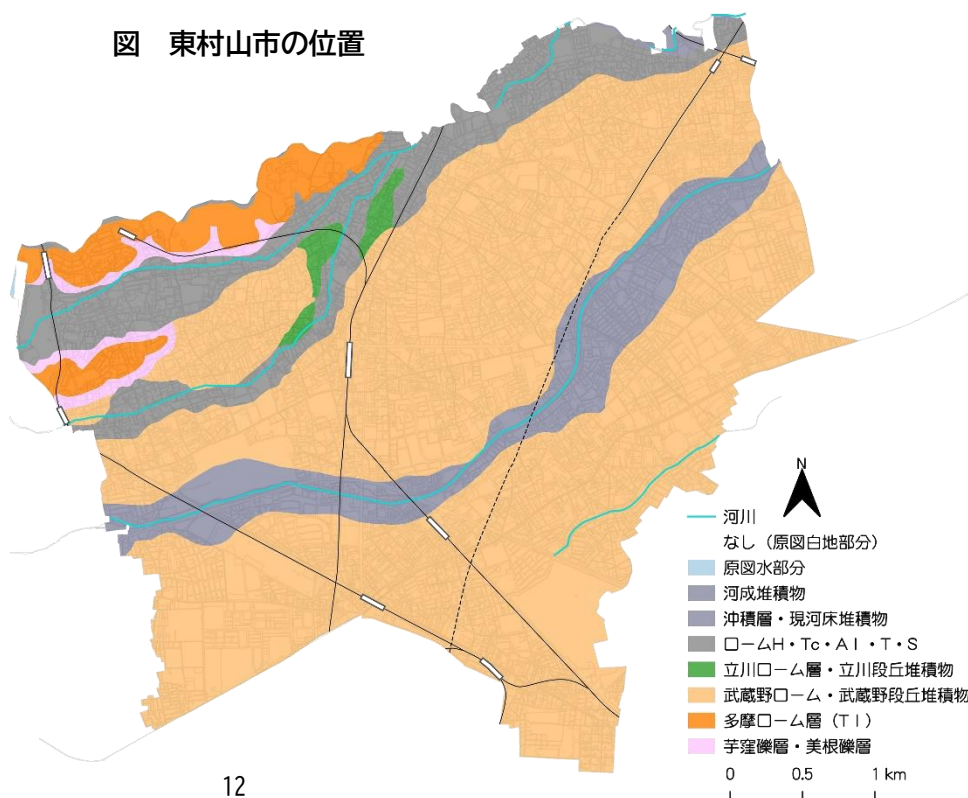 図　東村山市の位置
N
河川
なし（原図白地部分）
原図水部分
河成堆積物
沖積層・現河床堆積物
ロームH・Tc・Al・T・S
立川ローム層・立川段丘堆積物
武蔵野ローム・武蔵野段丘堆積物
多摩ローム層（Tl）
芋窪礫層・美根礫層
0 0.5 1 km
12